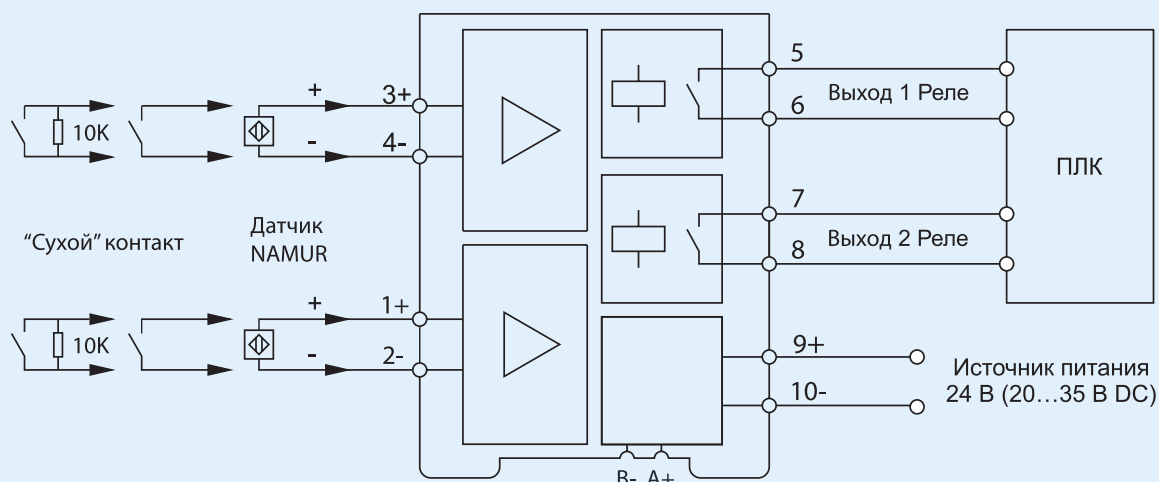 5
+
3+
Выход 1 Реле
10K
6
-
4-
ПЛК
7
Датчик
NAMUR
“Сухой” контакт
Выход 2 Реле
8
+
1+
10K
9+
-
2-
Источник питания
24 В (20...35 В DC)
10-
B- A+